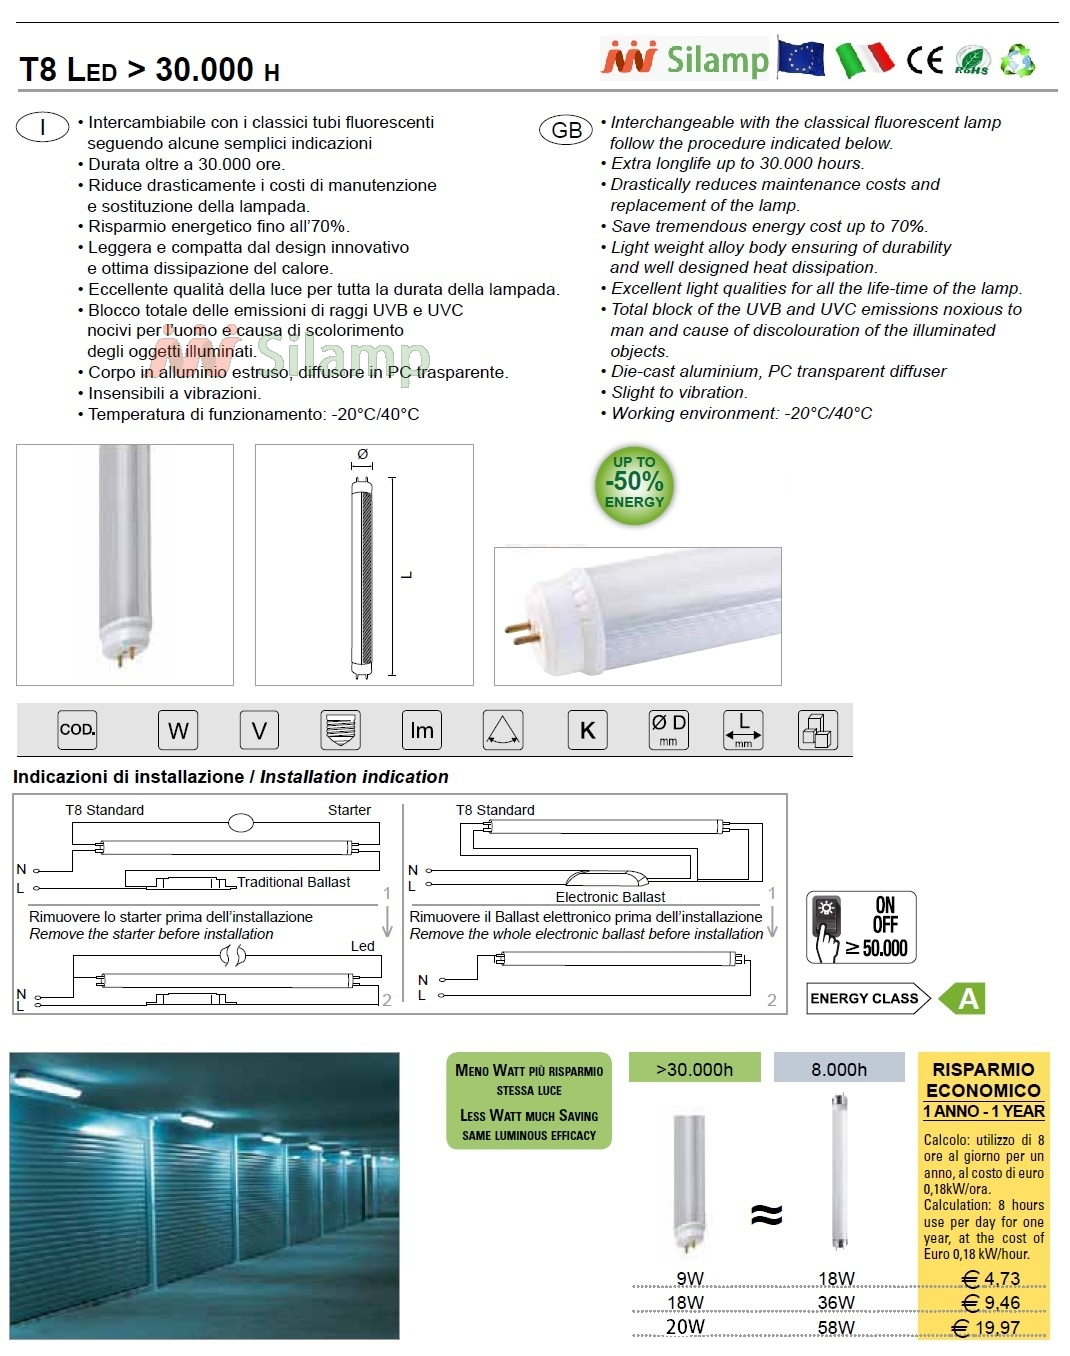 T8 LED > 30.000 H
Silamp
CE
RoHS
I
• Intercambiabile con i classici tubi fluorescenti
seguendo alcune semplici indicazioni
• Durata oltre a 30.000 ore.
• Riduce drasticamente i costi di manutenzione
e sostituzione della lampada.
• Risparmio energetico fino all'70%.
• Leggera e compatta dal design innovativo
e ottima dissipazione del calore.
• Eccellente qualità della luce per tutta la durata della lampada.
• Blocco totale delle emissioni di raggi UVB e UVC
nocivi per l'uomo e causa di scolorimento
degli oggetti illuminati.
• Corpo in alluminio estruso, diffusore in PC trasparente.
• Insensibili a vibrazioni.
• Temperatura di funzionamento: -20°C/40°C
Silamp
GB
• Interchangeable with the classical fluorescent lamp
follow the procedure indicated below.
• Extra longlife up to 30.000 hours.
• Drastically reduces maintenance costs and
replacement of the lamp.
• Save tremendous energy cost up to 70%.
• Light weight alloy body ensuring of durability
and well designed heat dissipation.
• Excellent light qualities for all the life-time of the lamp.
• Total block of the UVB and UVC emissions noxious to
man and cause of discolouration of the illuminated
objects.
• Die-cast aluminium, PC transparent diffuser
• Slight to vibration.
• Working environment: -20°C/40°C
Ø
L
UP TO
-50%
ENERGY
COD.
W
V
lm
K
Ø D
mm
L
mm
Indicazioni di installazione / Installation indication
T8 Standard
Starter
N
L
Traditional Ballast
1
Rimuovere lo starter prima dell'installazione
Remove the starter before installation
Led
N
L
2
T8 Standard
N
L
Electronic Ballast
1
Rimuovere il Ballast elettronico prima dell'installazione
Remove the whole electronic ballast before installation
N
L
2
ON
OFF
≥ 50.000
ENERGY CLASS
A
MENO WATT PIÙ RISPARMIO
STESSA LUCE
LESS WATT MUCH SAVING
SAME LUMINOUS EFFICACY
>30.000h
8.000h
≈
RISPARMIO
ECONOMICO
1 ANNO - 1 YEAR
Calcolo: utilizzo di 8
ore al giorno per un
anno, al costo di euro
0,18kW/ora.
Calculation: 8 hours
use per day for one
year, at the cost of
Euro 0,18 kW/hour.
9W 18W € 4,73
18W 36W € 9,46
20W 58W € 19,97